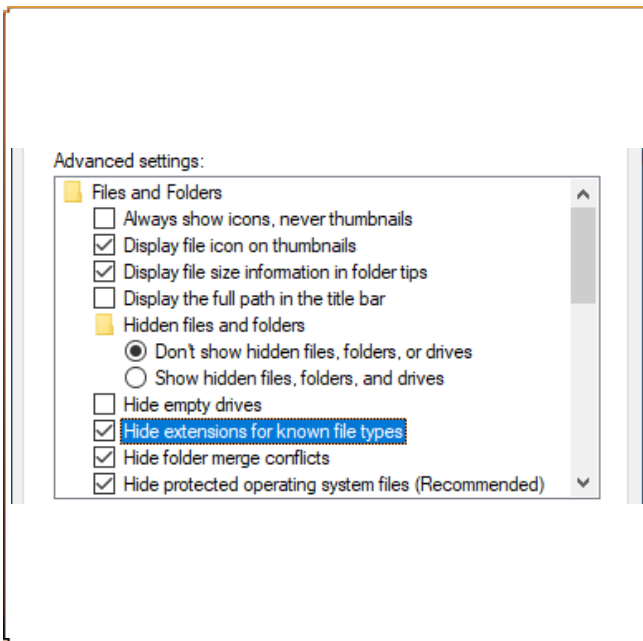 Advanced settings:
Files and Folders
Always show icons, never thumbnails
Display file icon on thumbnails
Display file size information in folder tips
Display the full path in the title bar
Hidden files and folders
Don't show hidden files, folders, or drives
Show hidden files, folders, and drives
Hide empty drives
Hide extensions for known file types
Hide folder merge conflicts
Hide protected operating system files (Recommended)